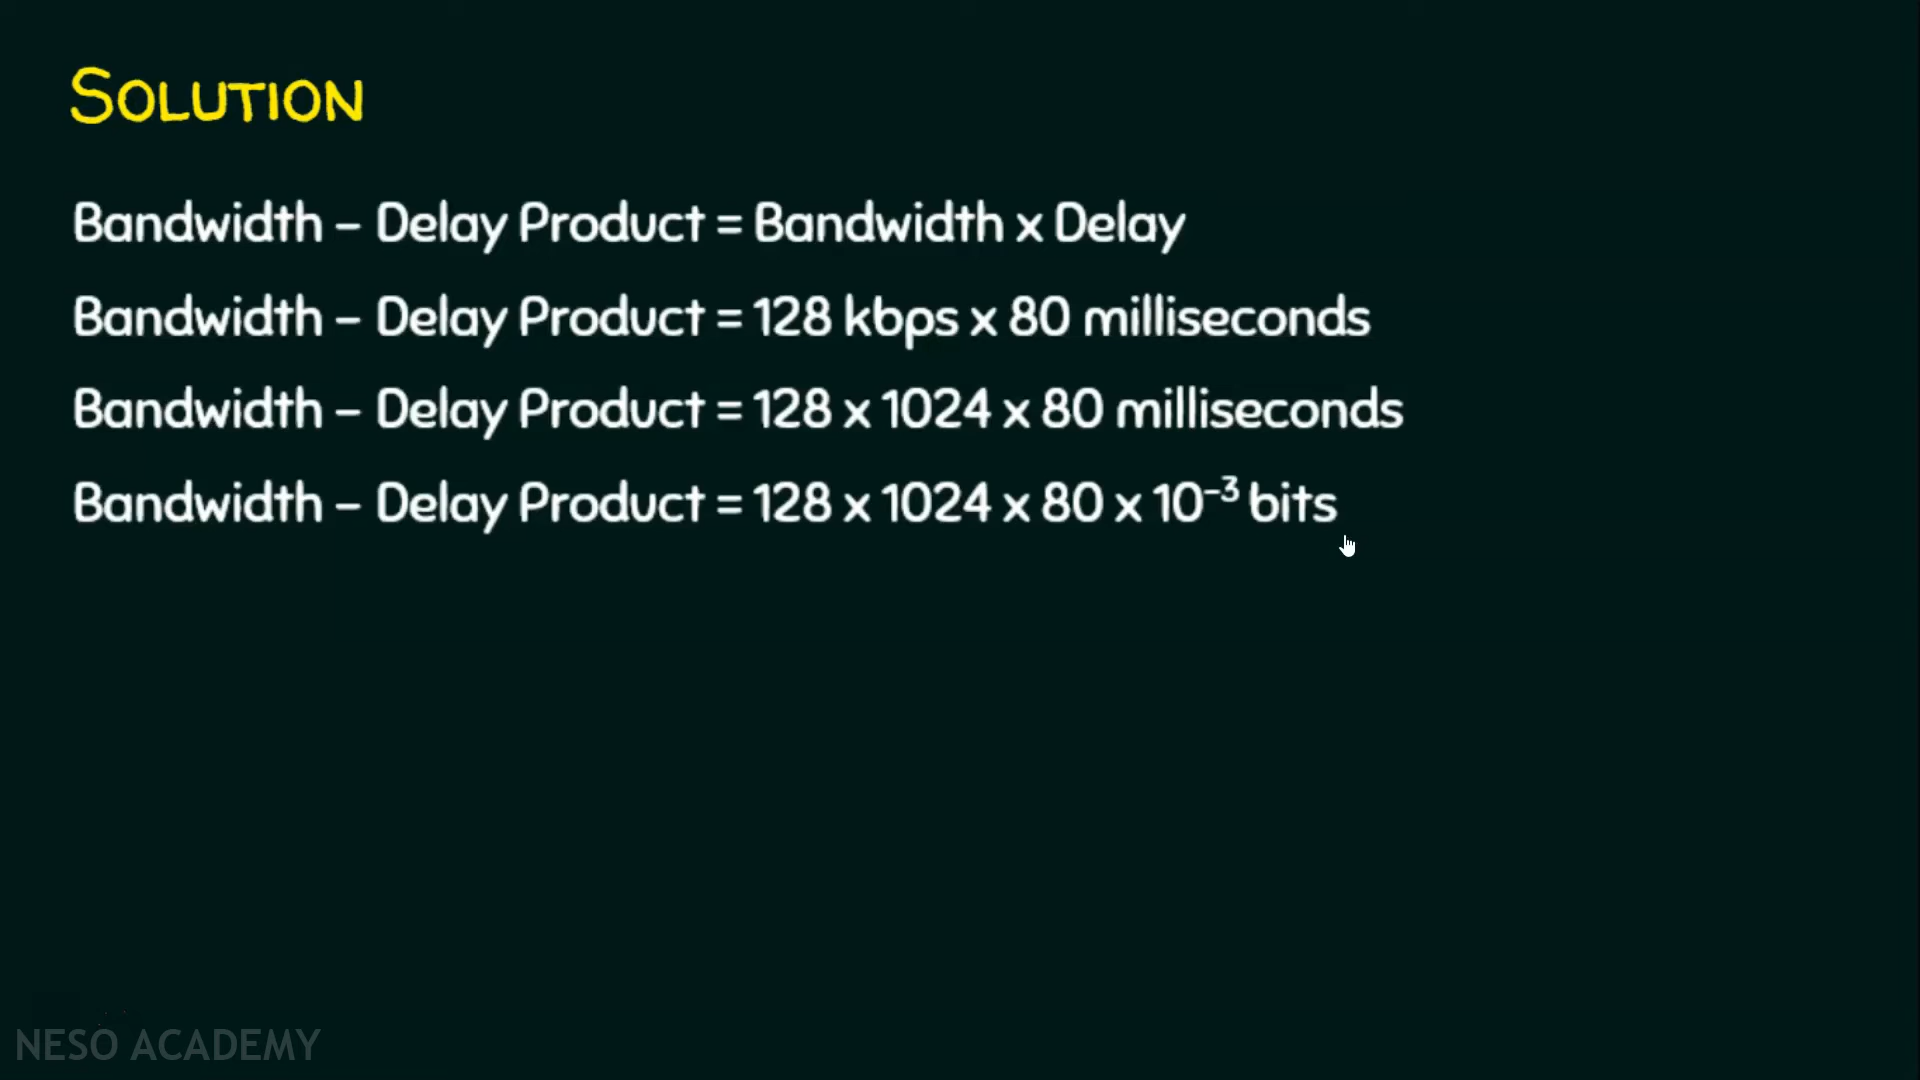 SOLUTION
Bandwidth – Delay Product = Bandwidth x Delay
Bandwidth – Delay Product = 128 kbps x 80 milliseconds
Bandwidth – Delay Product = 128 x 1024 x 80 milliseconds
Bandwidth – Delay Product = 128 x 1024 x 80 x 10⁻³ bits
NESO ACADEMY